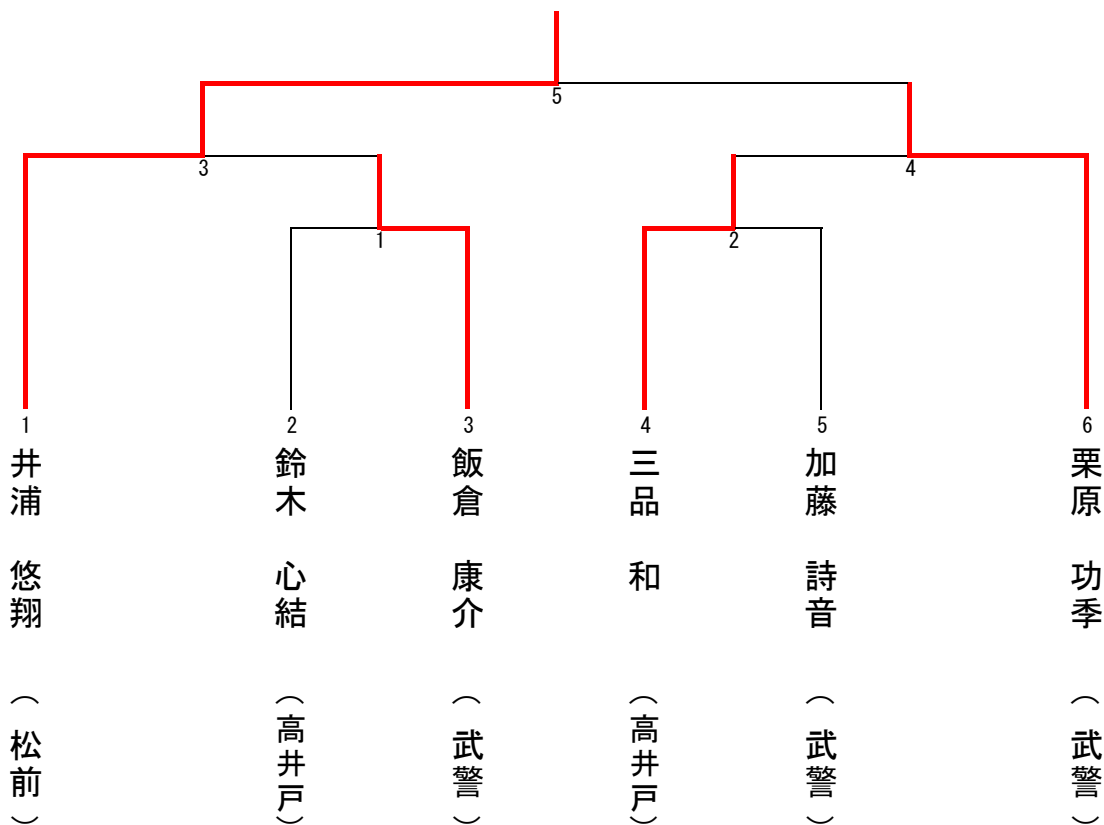 5
3
4
1
2
1
2
3
4
5
6
井浦 悠翔 （松前）
鈴木 心結 （高井戸）
飯倉 康介 （武警）
三品 和 （高井戸）
加藤 詩音 （武警）
栗原 功季 （武警）